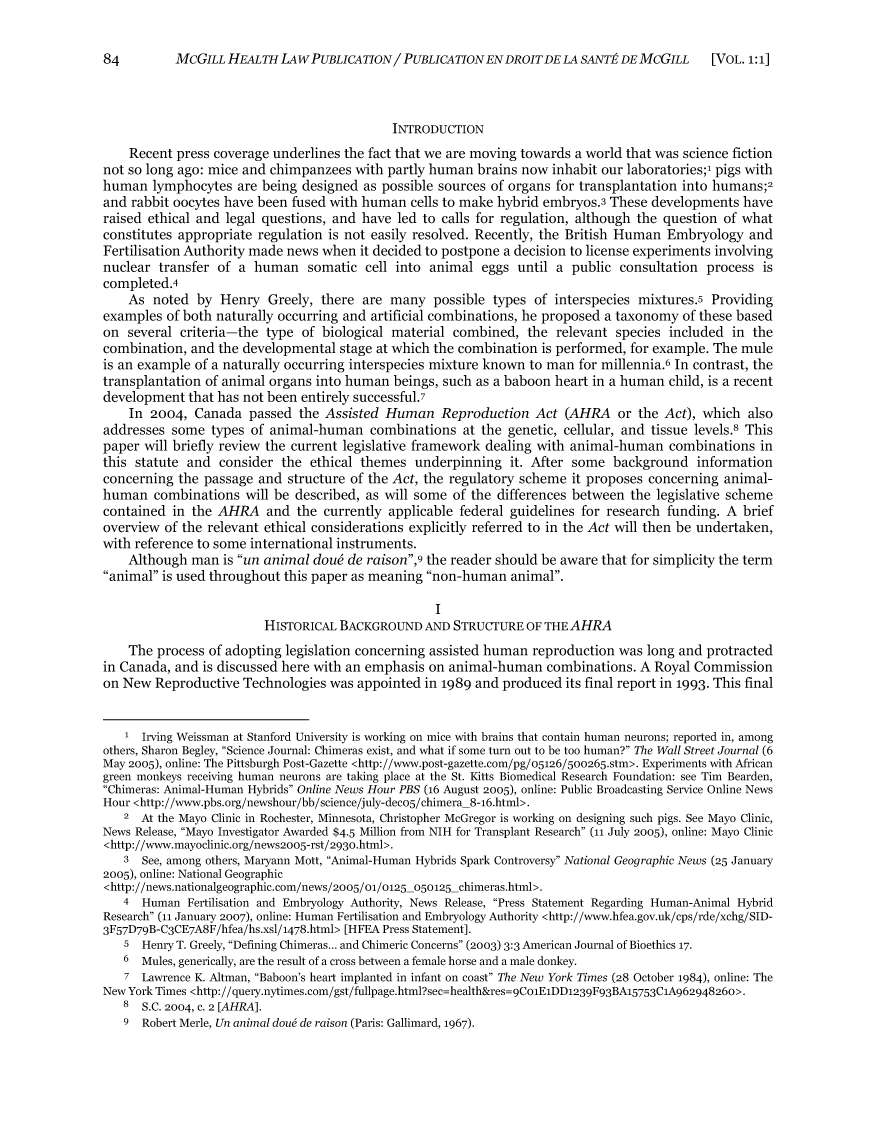 84 MCGILL HEALTH LAW PUBLICATION / PUBLICATION EN DROIT DE LA SANTÉ DE MCGILL [VOL. 1:1]
INTRODUCTION
Recent press coverage underlines the fact that we are moving towards a world that was science fiction
not so long ago: mice and chimpanzees with partly human brains now inhabit our laboratories;1 pigs with
human lymphocytes are being designed as possible sources of organs for transplantation into humans;2
and rabbit oocytes have been fused with human cells to make hybrid embryos.3 These developments have
raised ethical and legal questions, and have led to calls for regulation, although the question of what
constitutes appropriate regulation is not easily resolved. Recently, the British Human Embryology and
Fertilisation Authority made news when it decided to postpone a decision to license experiments involving
nuclear transfer of a human somatic cell into animal eggs until a public consultation process is
completed.4
As noted by Henry Greely, there are many possible types of interspecies mixtures.5 Providing
examples of both naturally occurring and artificial combinations, he proposed a taxonomy of these based
on several criteria—the type of biological material combined, the relevant species included in the
combination, and the developmental stage at which the combination is performed, for example. The mule
is an example of a naturally occurring interspecies mixture known to man for millennia.6 In contrast, the
transplantation of animal organs into human beings, such as a baboon heart in a human child, is a recent
development that has not been entirely successful.7
In 2004, Canada passed the Assisted Human Reproduction Act (AHRA or the Act), which also
addresses some types of animal-human combinations at the genetic, cellular, and tissue levels.8 This
paper will briefly review the current legislative framework dealing with animal-human combinations in
this statute and consider the ethical themes underpinning it. After some background information
concerning the passage and structure of the Act, the regulatory scheme it proposes concerning animal-
human combinations will be described, as will some of the differences between the legislative scheme
contained in the AHRA and the currently applicable federal guidelines for research funding. A brief
overview of the relevant ethical considerations explicitly referred to in the Act will then be undertaken,
with reference to some international instruments.
Although man is “un animal doué de raison”,9 the reader should be aware that for simplicity the term
“animal” is used throughout this paper as meaning “non-human animal”.
I
HISTORICAL BACKGROUND AND STRUCTURE OF THE AHRA
The process of adopting legislation concerning assisted human reproduction was long and protracted
in Canada, and is discussed here with an emphasis on animal-human combinations. A Royal Commission
on New Reproductive Technologies was appointed in 1989 and produced its final report in 1993. This final
1 Irving Weissman at Stanford University is working on mice with brains that contain human neurons; reported in, among
others, Sharon Begley, “Science Journal: Chimeras exist, and what if some turn out to be too human?” The Wall Street Journal (6
May 2005), online: The Pittsburgh Post-Gazette <http://www.post-gazette.com/pg/05126/500265.stm>. Experiments with African
green monkeys receiving human neurons are taking place at the St. Kitts Biomedical Research Foundation: see Tim Bearden,
“Chimeras: Animal-Human Hybrids” Online News Hour PBS (16 August 2005), online: Public Broadcasting Service Online News
Hour <http://www.pbs.org/newshour/bb/science/july-dec05/chimera_8-16.html>.
2 At the Mayo Clinic in Rochester, Minnesota, Christopher McGregor is working on designing such pigs. See Mayo Clinic,
News Release, “Mayo Investigator Awarded $4.5 Million from NIH for Transplant Research” (11 July 2005), online: Mayo Clinic
<http://www.mayoclinic.org/news2005-rst/2930.html>.
3 See, among others, Maryann Mott, “Animal-Human Hybrids Spark Controversy” National Geographic News (25 January
2005), online: National Geographic
<http://news.nationalgeographic.com/news/2005/01/0125_050125_chimeras.html>.
4 Human Fertilisation and Embryology Authority, News Release, “Press Statement Regarding Human-Animal Hybrid
Research” (11 January 2007), online: Human Fertilisation and Embryology Authority <http://www.hfea.gov.uk/cps/rde/xchg/SID-
3F57D79B-C3CE7A8F/hfea/hs.xsl/1478.html> [HFEA Press Statement].
5 Henry T. Greely, “Defining Chimeras... and Chimeric Concerns” (2003) 3:3 American Journal of Bioethics 17.
6 Mules, generically, are the result of a cross between a female horse and a male donkey.
7 Lawrence K. Altman, “Baboon’s heart implanted in infant on coast” The New York Times (28 October 1984), online: The
New York Times <http://query.nytimes.com/gst/fullpage.html?sec=health&res=9C01E1DD1239F93BA15753C1A962948260>.
8 S.C. 2004, c. 2 [AHRA].
9 Robert Merle, Un animal doué de raison (Paris: Gallimard, 1967).